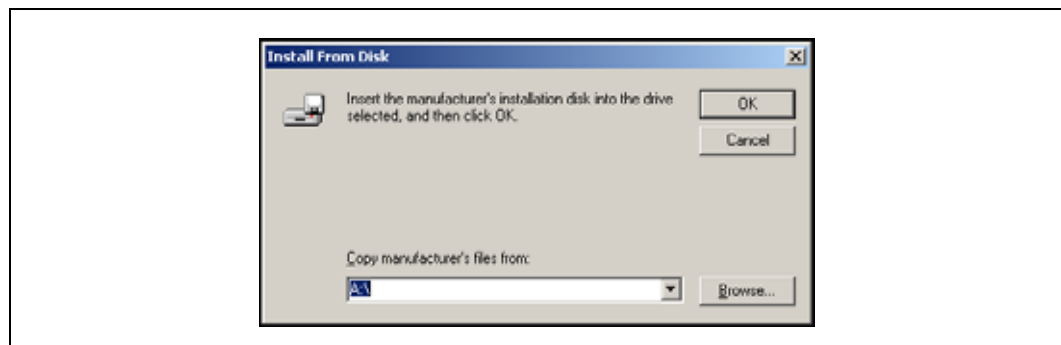 Install From Disk
Insert the manufacturer's installation disk into the drive
selected, and then click OK.
OK
Cancel
Copy manufacturer's files from:
A:\
Browse...